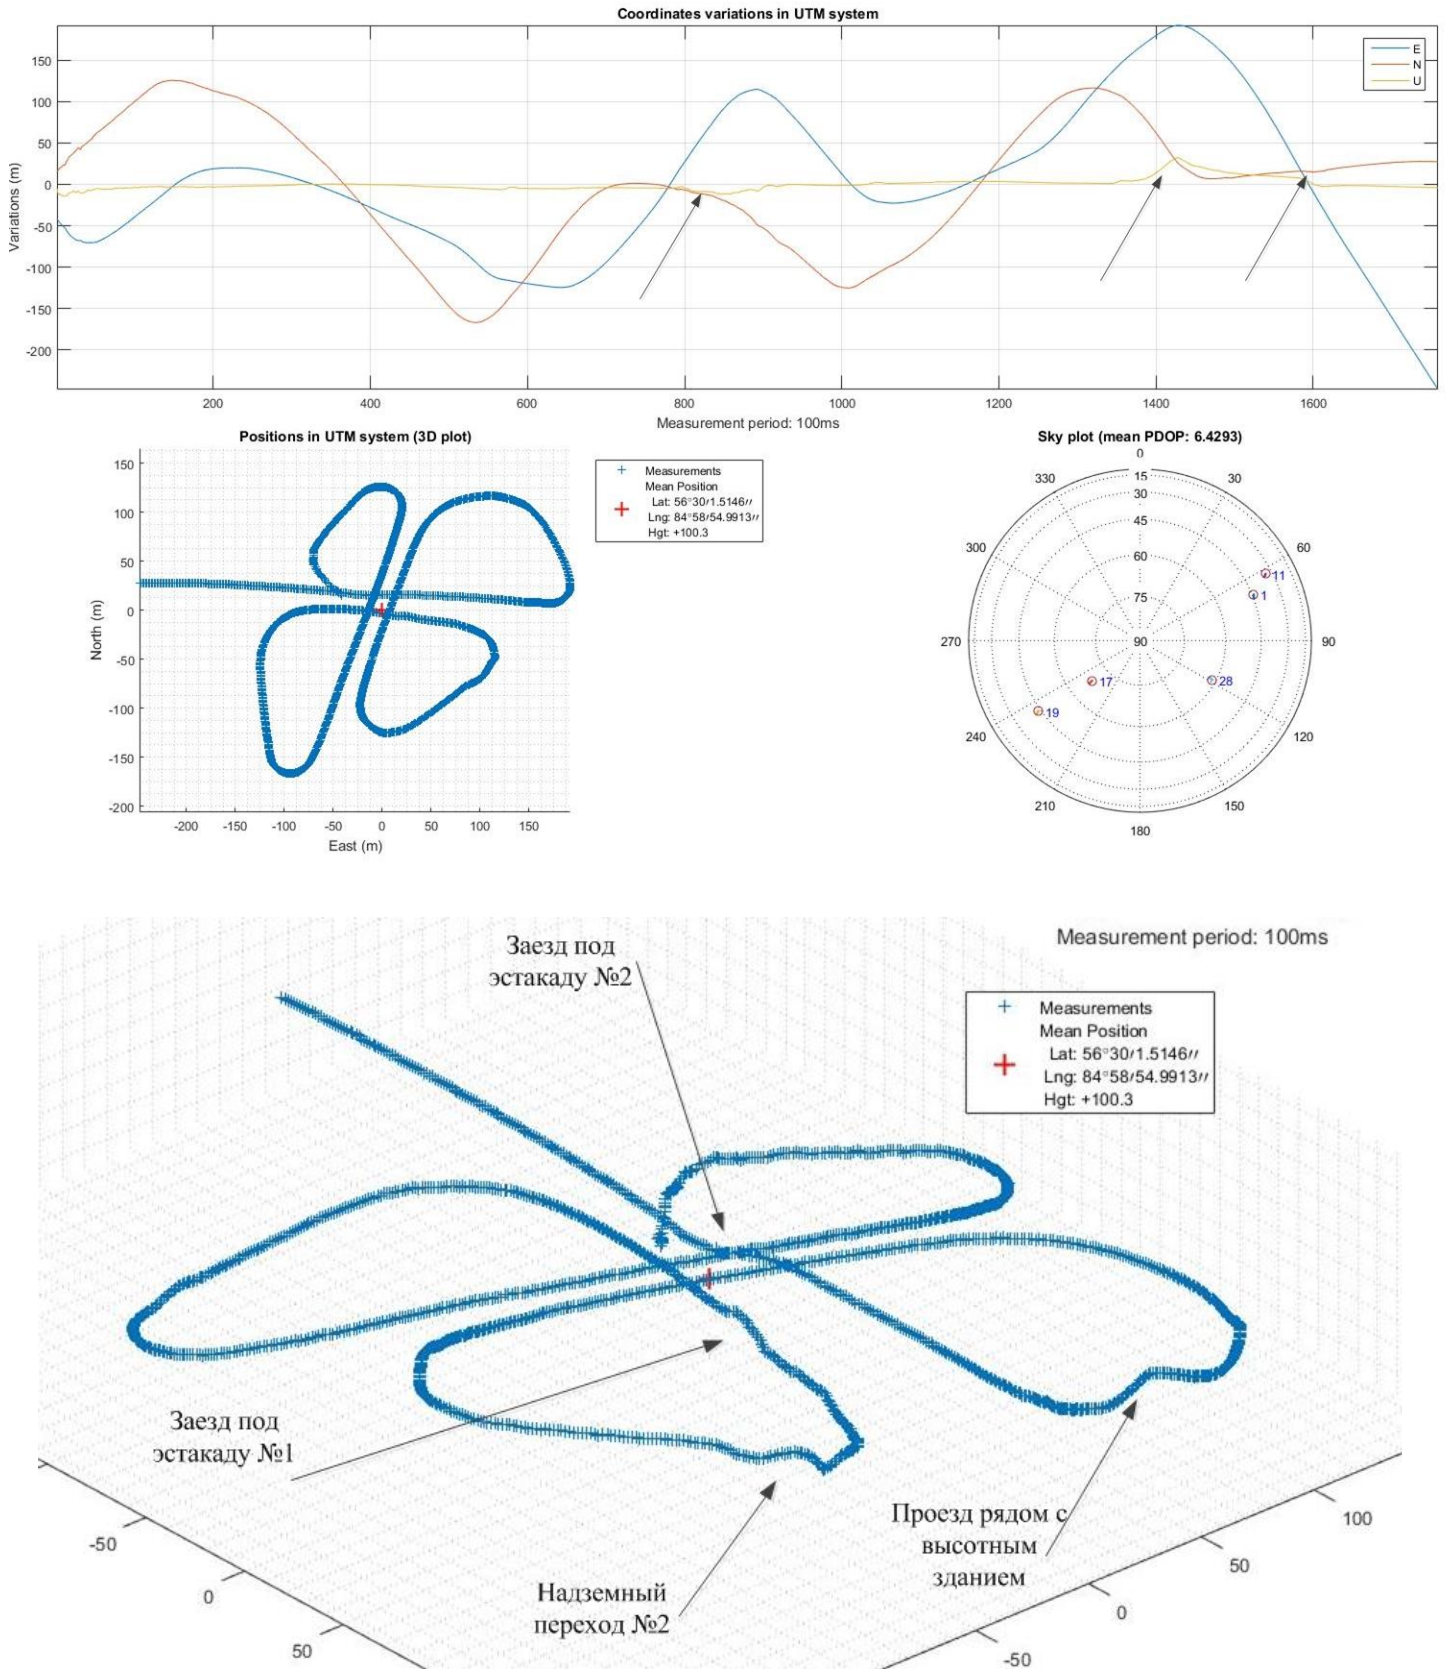 Coordinates variations in UTM system
E
N
U
150
100
50
0
-50
-100
-150
-200
Variations (m)
200
400
600
800
1000
1200
1400
1600
Measurement period: 100ms
Positions in UTM system (3D plot)
150
100
50
0
-50
-100
-150
-200
North (m)
-200
-150
-100
-50
0
50
100
150
East (m)
Measurements
Mean Position
Lat: 56°30′1.5146″
Lng: 84°58′54.9913″
Hgt: +100.3
Sky plot (mean PDOP: 6.4293)
0
30
60
90
120
150
180
210
240
270
300
330
15
30
45
60
75
90
11
1
28
17
19
Measurement period: 100ms
Заезд под
эстакаду №2
Measurements
Mean Position
Lat: 56°30′1.5146″
Lng: 84°58′54.9913″
Hgt: +100.3
Заезд под
эстакаду №1
Надземный
переход №2
Проезд рядом с
высотным
зданием
-50
0
50
100
50
0
-50